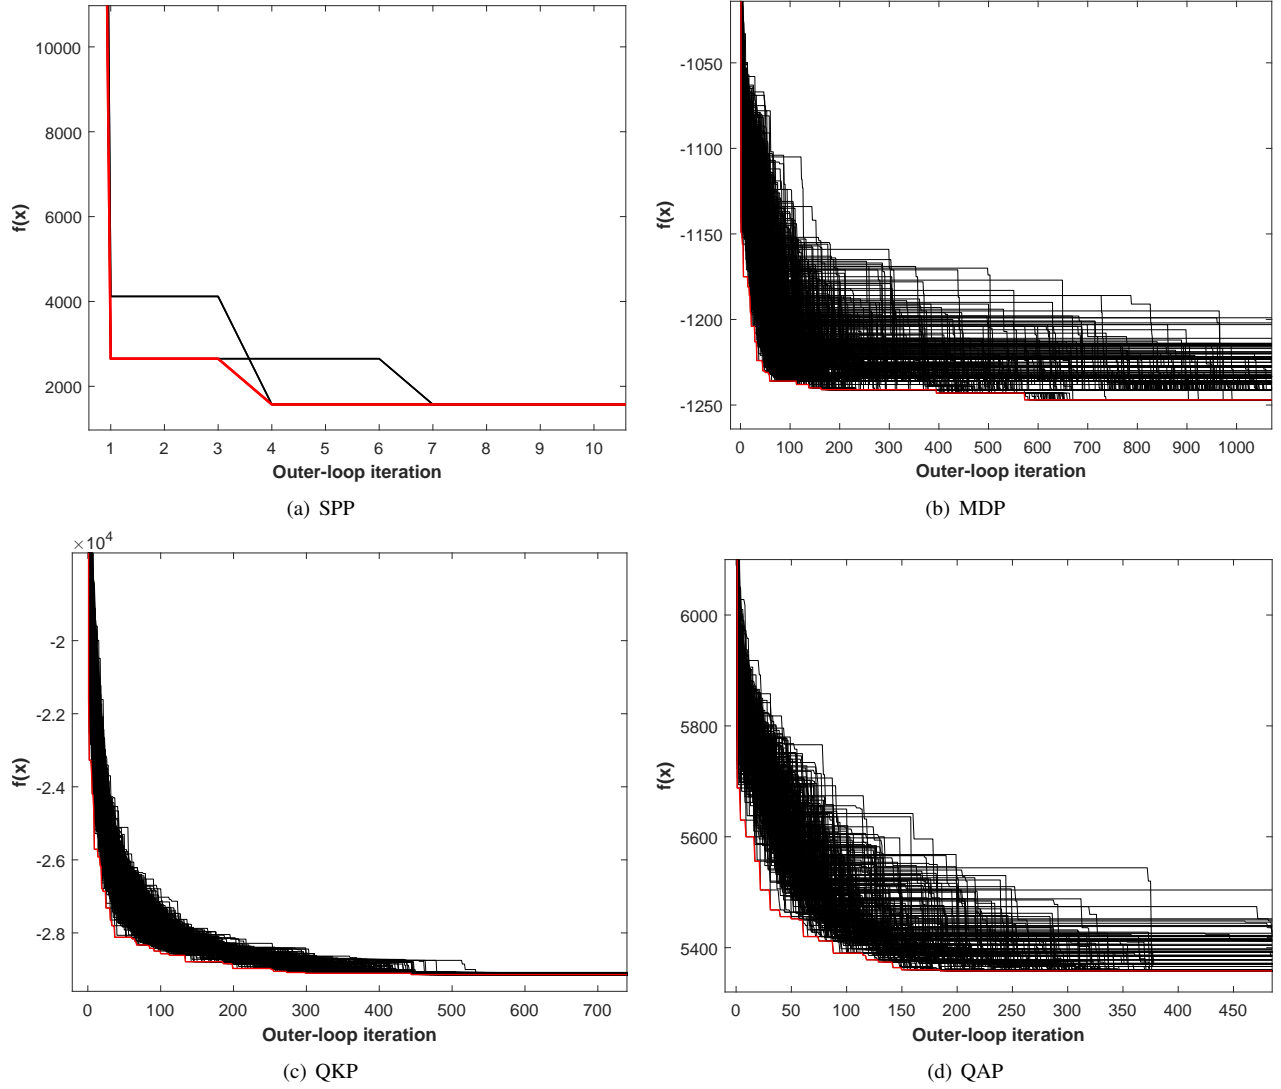 10000
8000
6000
4000
2000
f(x)
1 2 3 4 5 6 7 8 9 10
Outer-loop iteration
(a) SPP
-1050
-1100
-1150
-1200
-1250
f(x)
0 100 200 300 400 500 600 700 800 900 1000
Outer-loop iteration
(b) MDP
×10^4
-2
-2.2
-2.4
-2.6
-2.8
f(x)
0 100 200 300 400 500 600 700
Outer-loop iteration
(c) QKP
6000
5800
5600
5400
f(x)
0 50 100 150 200 250 300 350 400 450
Outer-loop iteration
(d) QAP